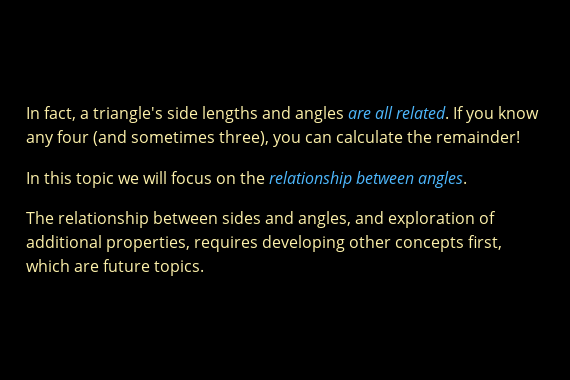 In fact, a triangle's side lengths and angles are all related. If you know
any four (and sometimes three), you can calculate the remainder!
In this topic we will focus on the relationship between angles.
The relationship between sides and angles, and exploration of
additional properties, requires developing other concepts first,
which are future topics.